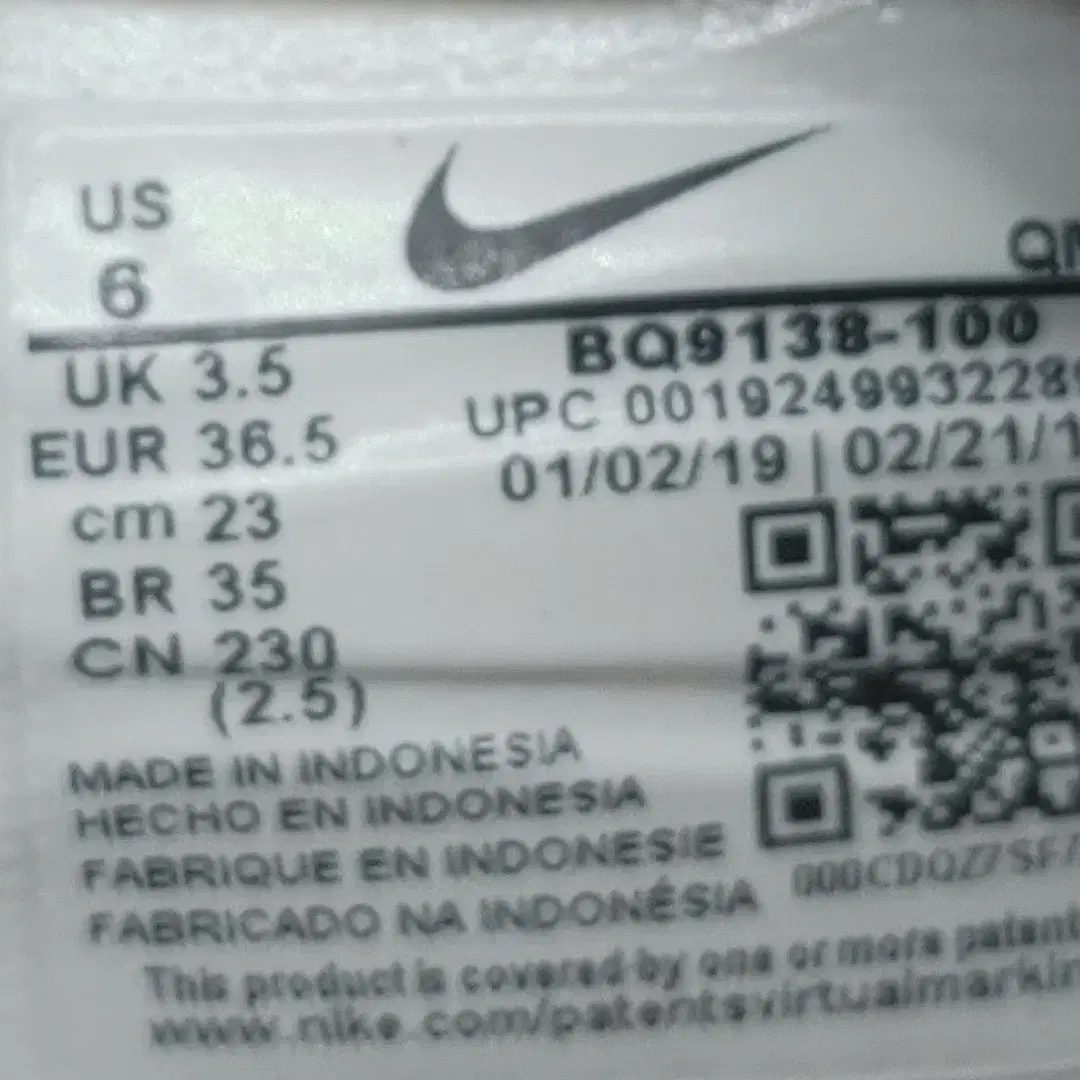 US
6
UK 3.5
EUR 36.5
cm 23
BR 35
CN 230
(2.5)
BQ9138-100
UPC 00192499322
01/02/19 | 02/21/1
MADE IN INDONESIA
HECHO EN INDONESIA
FABRIQUE EN INDONESIE
FABRICADO NA INDONÉSIA
This product is covered by one or more patent
www.nike.com/patentsvirtualmarkin